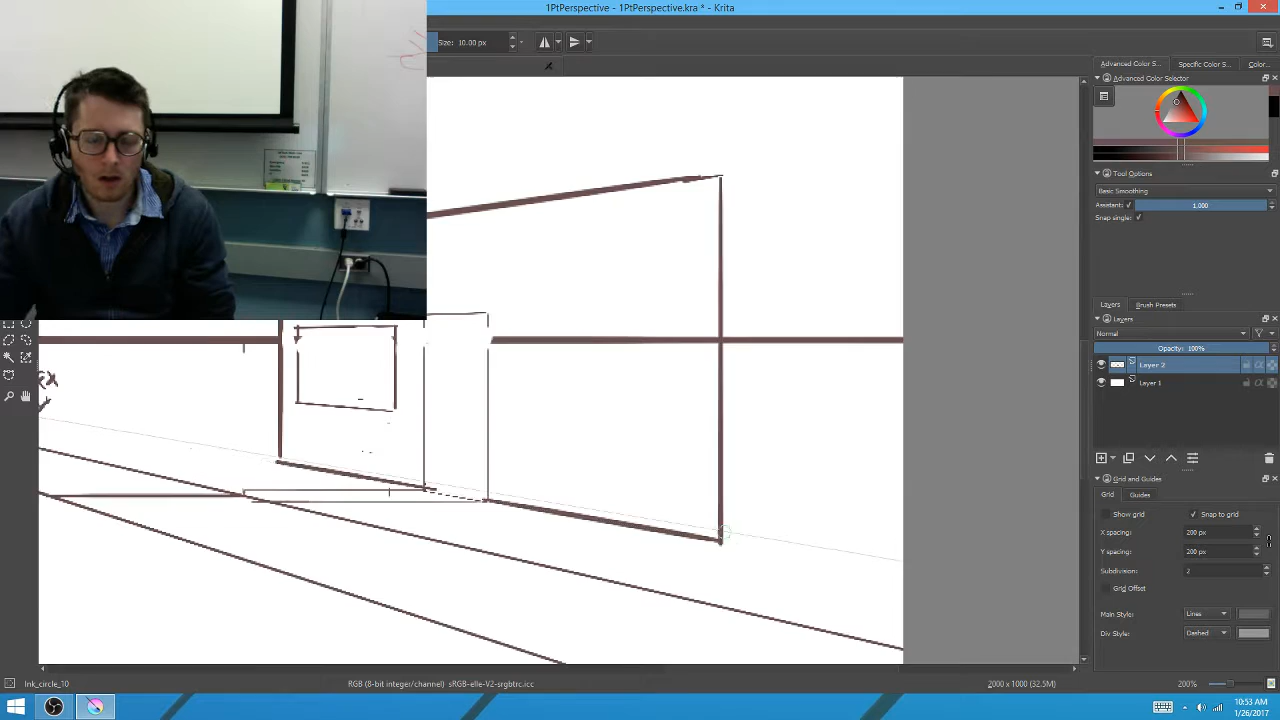 1PtPerspective - 1PtPerspective.kra * - Krita
Size: 10.00 px
Advanced Color S...
Specific Color S...
Color...
Advanced Color Selector
Tool Options
Basic Smoothing
Assistant:
1,000
Snap single:
Layers
Brush Presets
Layers
Normal
Opacity: 100%
Layer 2
Layer 1
Grid and Guides
Grid
Guides
Show grid
Snap to grid
X spacing:
200 px
Y spacing:
200 px
Subdivision:
2
Grid Offset
Main Style:
Lines
Div Style:
Dashed
Ink_circle_10
RGB (8-bit integer/channel) sRGB-elle-V2-srgbtrc.icc
2000 x 1000 (32.5M)
200%
10:53 AM
1/26/2017